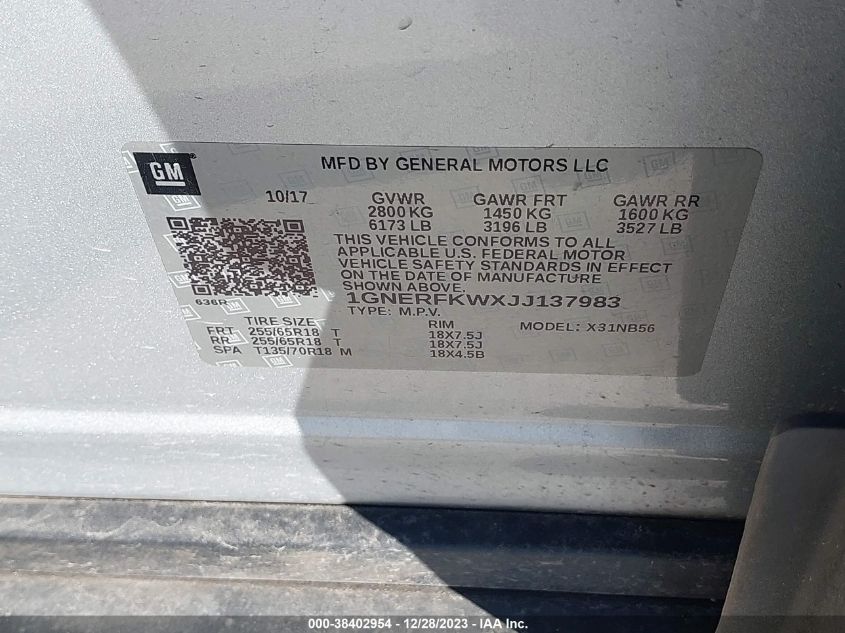 GM
MFD BY GENERAL MOTORS LLC
10/17 GVWR GAWR FRT GAWR RR
2800 KG 1450 KG 1600 KG
6173 LB 3196 LB 3527 LB
THIS VEHICLE CONFORMS TO ALL
APPLICABLE U.S. FEDERAL MOTOR
VEHICLE SAFETY STANDARDS IN EFFECT
ON THE DATE OF MANUFACTURE
SHOWN ABOVE.
636R 1GNERFKWXJJ137983
TYPE: M.P.V.
TIRE SIZE RIM MODEL: X31NB56
FRT 255/65R18 T 18X7.5J
RR 255/65R18 T 18X7.5J
SPA T135/70R18 M 18X4.5B
000-38402954 - 12/28/2023 - WWW.IAAI.COM